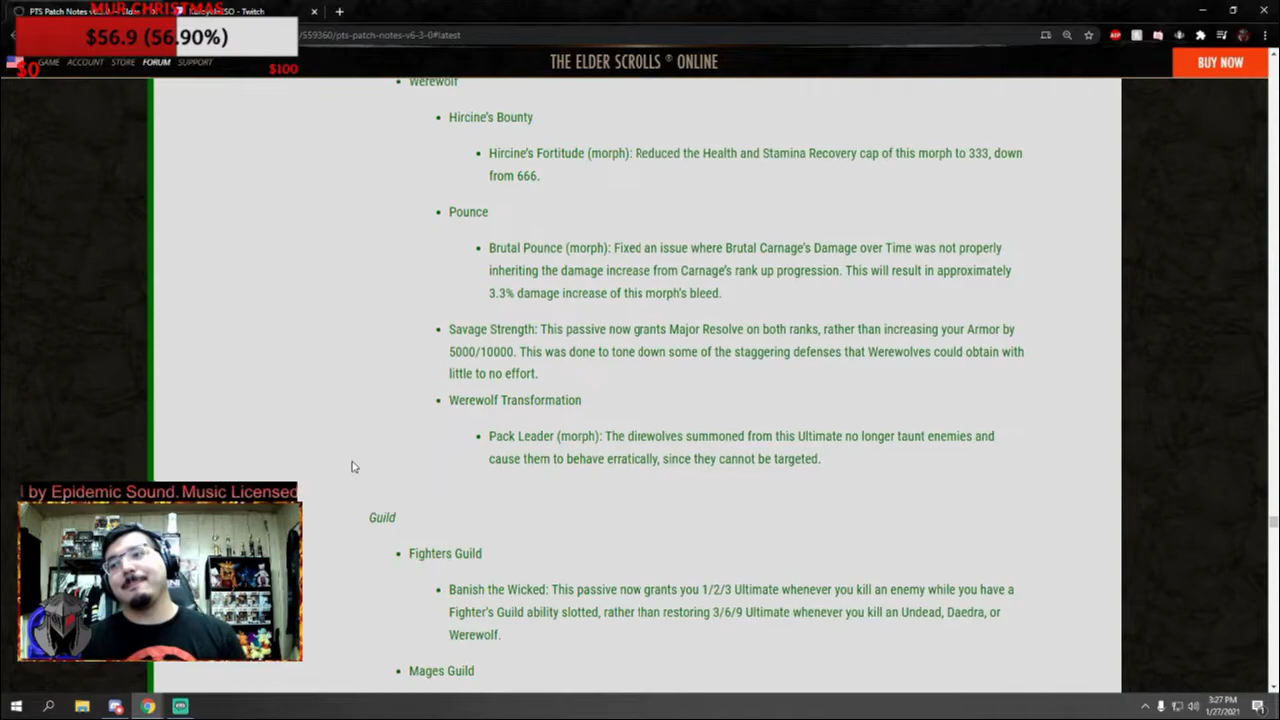 PTS Patch Notes v6.3.0
ESO - Twitch
MUB CHRISTMAS
$56.9 (56.90%)
$0
$100
559360/pts-patch-notes-v6-3-0#latest
GAME ACCOUNT STORE FORUM SUPPORT
THE ELDER SCROLLS ONLINE
BUY NOW
Werewolf
Hircine's Bounty
Hircine's Fortitude (morph): Reduced the Health and Stamina Recovery cap of this morph to 333, down
from 666.
Pounce
Brutal Pounce (morph): Fixed an issue where Brutal Carnage's Damage over Time was not properly
inheriting the damage increase from Carnage's rank up progression. This will result in approximately
3.3% damage increase of this morph's bleed.
Savage Strength: This passive now grants Major Resolve on both ranks, rather than increasing your Armor by
5000/10000. This was done to tone down some of the staggering defenses that Werewolves could obtain with
little to no effort.
Werewolf Transformation
Pack Leader (morph): The direwolves summoned from this Ultimate no longer taunt enemies and
cause them to behave erratically, since they cannot be targeted.
by Epidemic Sound. Music Licensed
Guild
Fighters Guild
Banish the Wicked: This passive now grants you 1/2/3 Ultimate whenever you kill an enemy while you have a
Fighter's Guild ability slotted, rather than restoring 3/6/9 Ultimate whenever you kill an Undead, Daedra, or
Werewolf.
Mages Guild
3:27 PM
1/27/2021